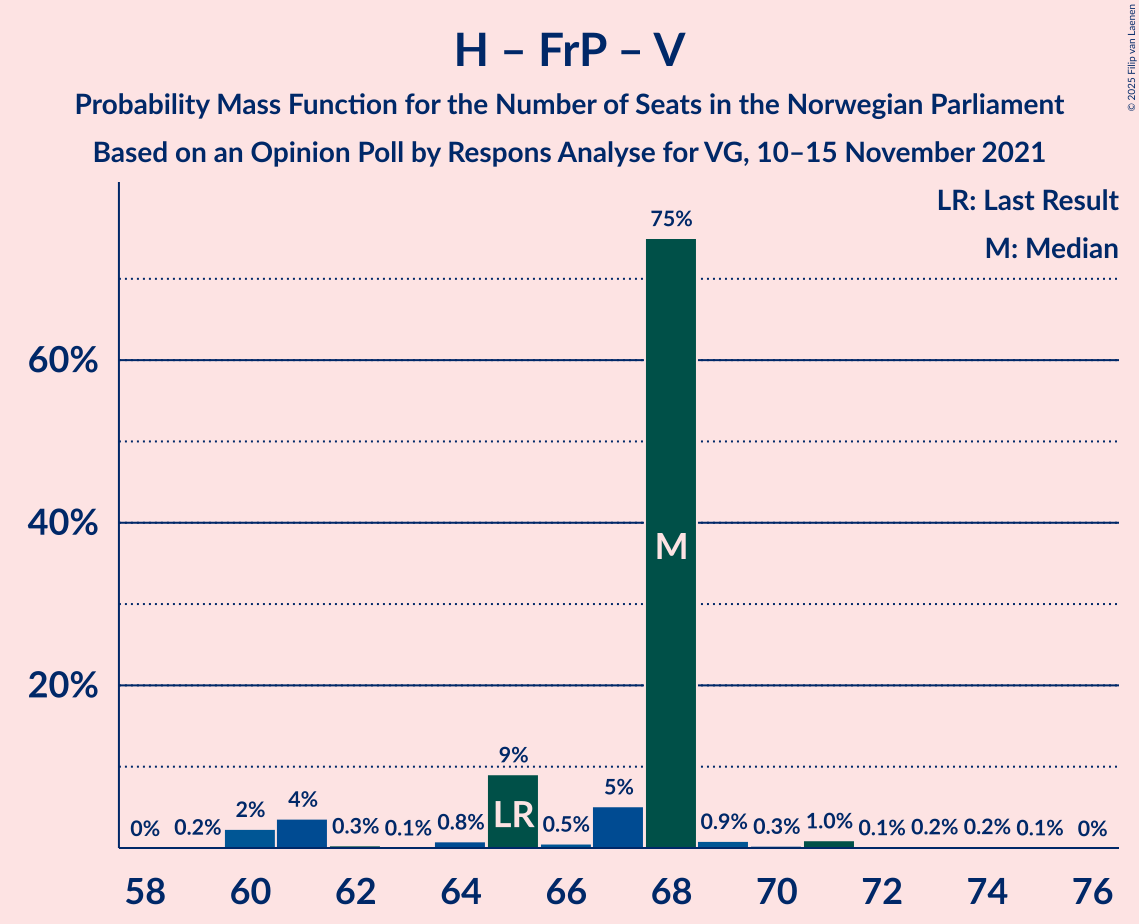 H – FrP – V
Probability Mass Function for the Number of Seats in the Norwegian Parliament
Based on an Opinion Poll by Respons Analyse for VG, 10–15 November 2021
© 2025 Filip van Laenen
LR: Last Result
M: Median
60%
40%
20%
0%
0.2%
2%
4%
0.3%
0.1%
0.8%
9%
0.5%
5%
75%
0.9%
0.3%
1.0%
0.1%
0.2%
0.2%
0.1%
0%
LR
M
58 60 62 64 66 68 70 72 74 76